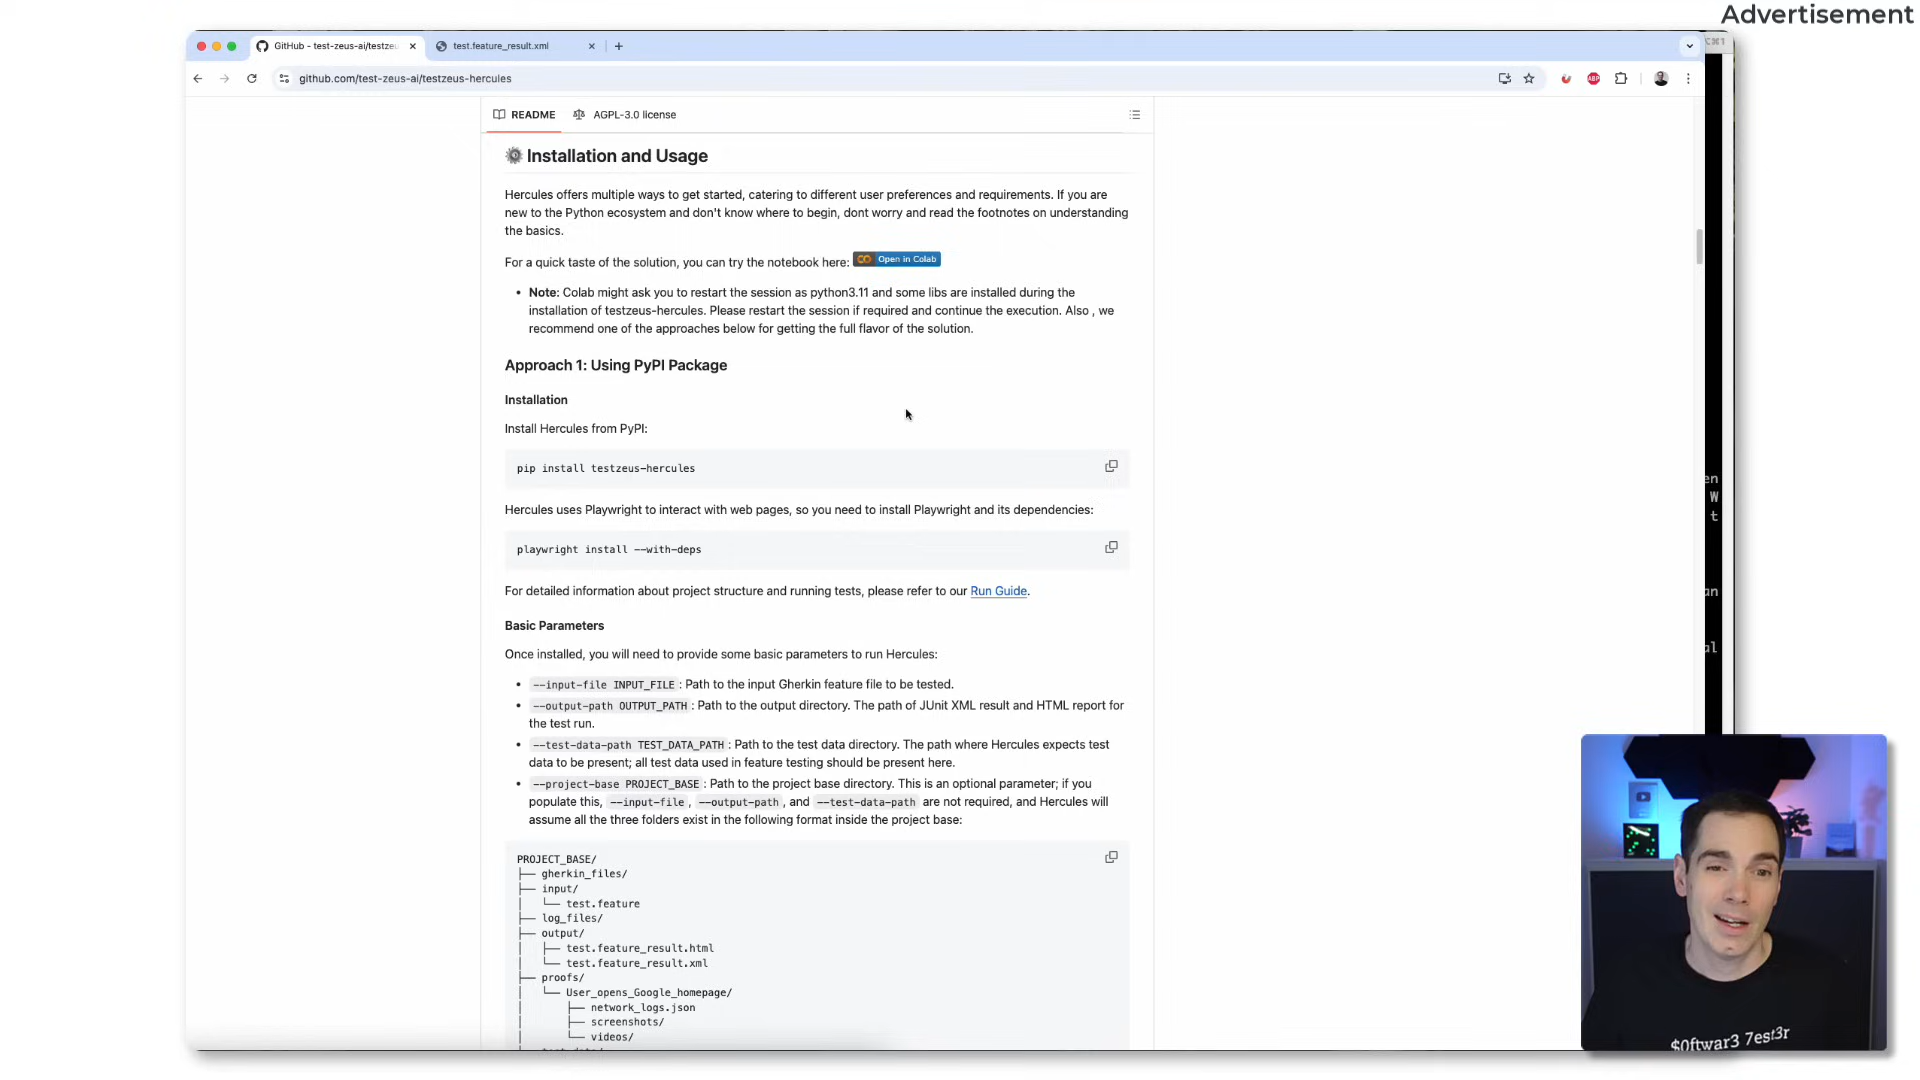 Advertisement
GitHub - test-zeus-ai/testze
test.feature_result.xml
github.com/test-zeus-ai/testzeus-hercules
ABP
README
AGPL-3.0 license
Installation and Usage
Hercules offers multiple ways to get started, catering to different user preferences and requirements. If you are
new to the Python ecosystem and don't know where to begin, dont worry and read the footnotes on understanding
the basics.
For a quick taste of the solution, you can try the notebook here: Open in Colab
• Note: Colab might ask you to restart the session as python3.11 and some libs are installed during the
installation of testzeus-hercules. Please restart the session if required and continue the execution. Also , we
recommend one of the approaches below for getting the full flavor of the solution.
Approach 1: Using PyPI Package
Installation
Install Hercules from PyPI:
pip install testzeus-hercules
Hercules uses Playwright to interact with web pages, so you need to install Playwright and its dependencies:
playwright install --with-deps
For detailed information about project structure and running tests, please refer to our Run Guide.
Basic Parameters
Once installed, you will need to provide some basic parameters to run Hercules:
• --input-file INPUT_FILE : Path to the input Gherkin feature file to be tested.
• --output-path OUTPUT_PATH : Path to the output directory. The path of JUnit XML result and HTML report for
the test run.
• --test-data-path TEST_DATA_PATH : Path to the test data directory. The path where Hercules expects test
data to be present; all test data used in feature testing should be present here.
• --project-base PROJECT_BASE : Path to the project base directory. This is an optional parameter; if you
populate this, --input-file , --output-path , and --test-data-path are not required, and Hercules will
assume all the three folders exist in the following format inside the project base:
PROJECT_BASE/
├── gherkin_files/
├── input/
│   └── test.feature
├── log_files/
├── output/
│   ├── test.feature_result.html
│   └── test.feature_result.xml
├── proofs/
│   └── User_opens_Google_homepage/
│       ├── network_logs.json
│       ├── screenshots/
│       └── videos/
en
W
t
an
al
$0ftwar3 7est3r